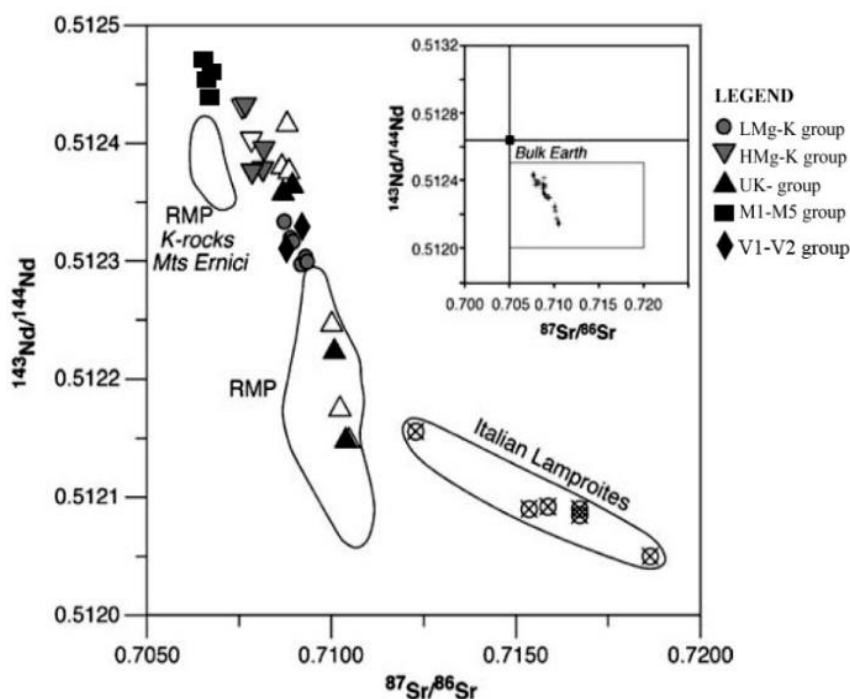 0.5125
0.5124
0.5123
0.5122
0.5121
0.5120
143Nd/144Nd
0.7050
0.7100
0.7150
0.7200
87Sr/86Sr
RMP
K-rocks
Mts Ernici
RMP
Italian Lamproites
0.5132
0.5128
0.5124
0.5120
143Nd/144Nd
Bulk Earth
0.700 0.705 0.710 0.715 0.720
87Sr/86Sr
LEGEND
LMg-K group
HMg-K group
UK- group
M1-M5 group
V1-V2 group